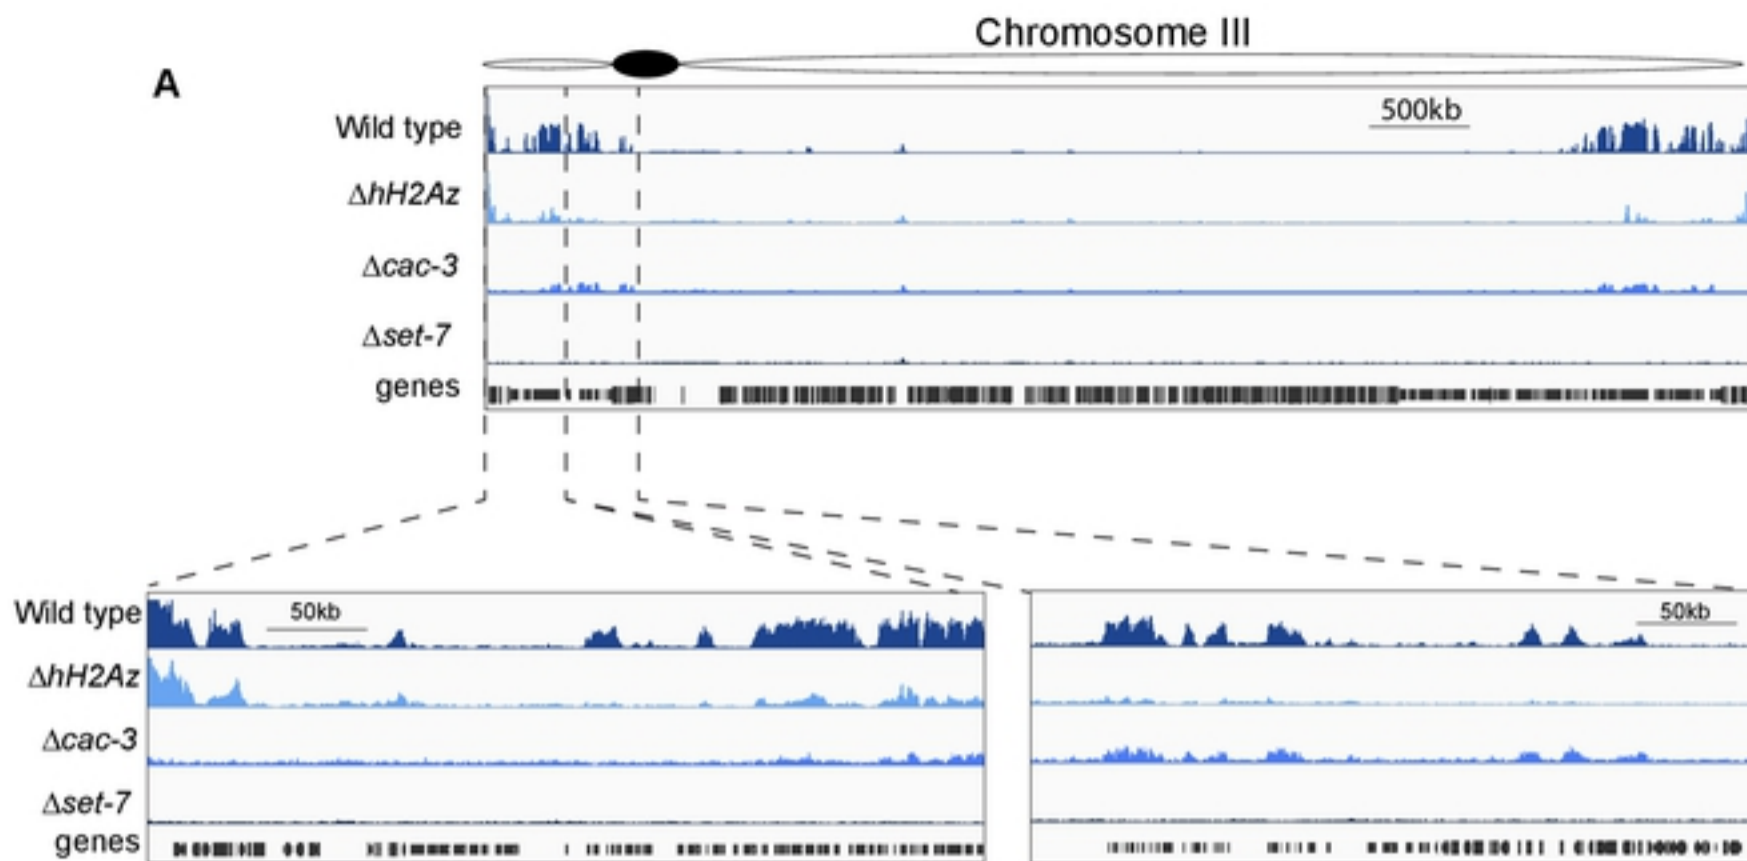 Chromosome III
A
500kb
Wild type
ΔhH2Az
Δcac-3
Δset-7
genes
Wild type
50kb
50kb
ΔhH2Az
Δcac-3
Δset-7
genes